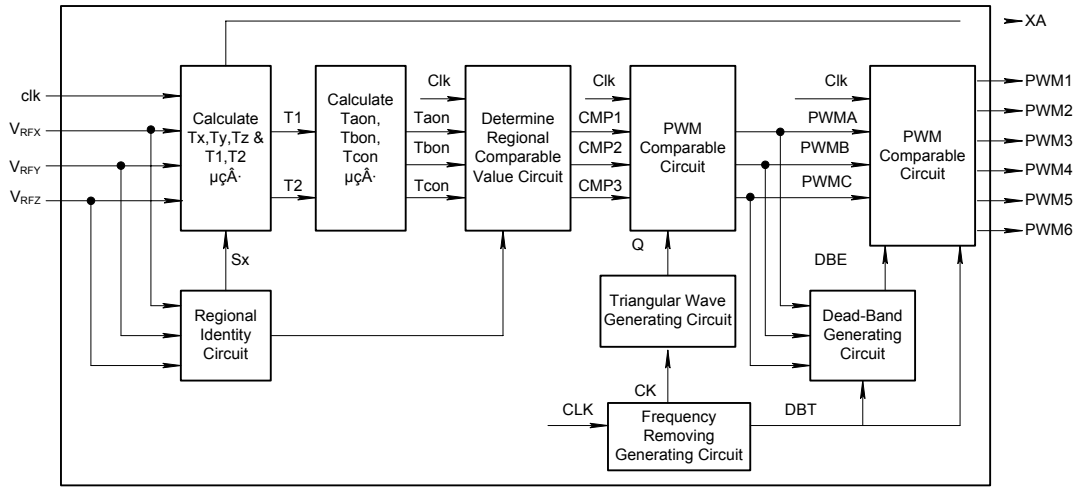 XA
clk
VRFX
VRFY
VRFZ
Calculate
Tx,Ty,Tz &
T1,T2
µçÂ·
T1
T2
Calculate
Taon,
Tbon,
Tcon
µçÂ·
Clk
Taon
Tbon
Tcon
Determine
Regional
Comparable
Value Circuit
Clk
CMP1
CMP2
CMP3
PWM
Comparable
Circuit
Clk
PWMA
PWMB
PWMC
PWM
Comparable
Circuit
PWM1
PWM2
PWM3
PWM4
PWM5
PWM6
Sx
Q
DBE
Regional
Identity
Circuit
Triangular Wave
Generating Circuit
Dead-Band
Generating
Circuit
CK
CLK
Frequency
Removing
Generating Circuit
DBT